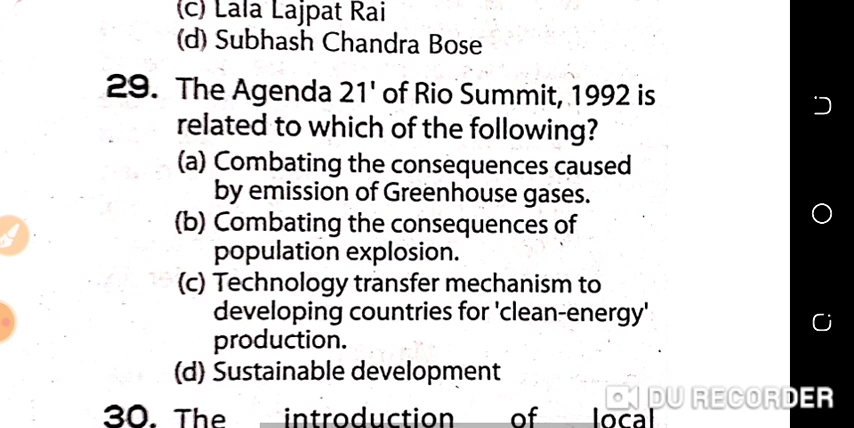 (c) Lala Lajpat Rai
(d) Subhash Chandra Bose
29. The Agenda 21' of Rio Summit, 1992 is
related to which of the following?
(a) Combating the consequences caused
by emission of Greenhouse gases.
(b) Combating the consequences of
population explosion.
(c) Technology transfer mechanism to
developing countries for 'clean-energy'
production.
(d) Sustainable development
DU RECORDER
30. The introduction of local